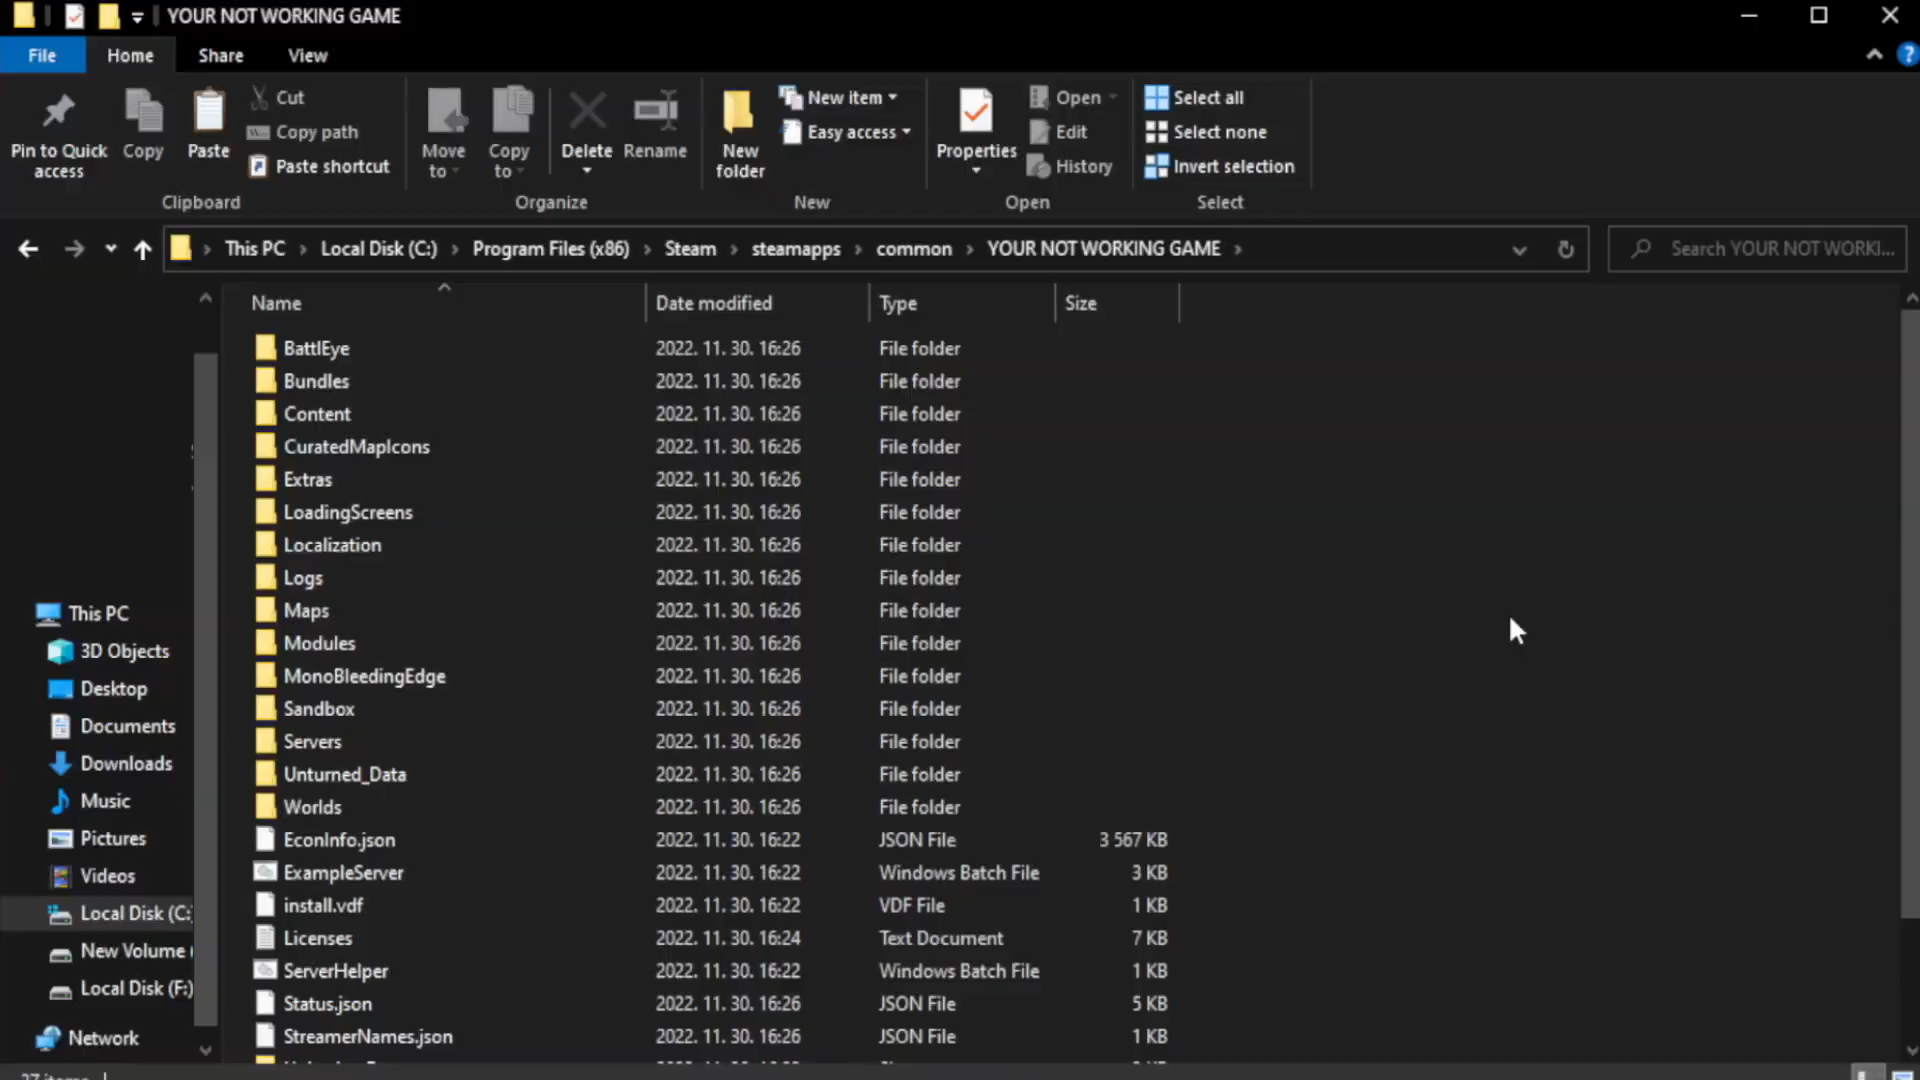 YOUR NOT WORKING GAME
File Home Share View
Pin to Quick access
Copy
Paste
Cut
Copy path
Paste shortcut
Clipboard
Move to
Copy to
Delete
Rename
Organize
New folder
New item
Easy access
New
Properties
Open
Edit
History
Open
Select all
Select none
Invert selection
Select
This PC Local Disk (C:) Program Files (x86) Steam steamapps common YOUR NOT WORKING GAME
Search YOUR NOT WORKI...
This PC
3D Objects
Desktop
Documents
Downloads
Music
Pictures
Videos
Local Disk (C:
New Volume
Local Disk (F:)
Network
Name Date modified Type Size
BattlEye 2022. 11. 30. 16:26 File folder
Bundles 2022. 11. 30. 16:26 File folder
Content 2022. 11. 30. 16:26 File folder
CuratedMapIcons 2022. 11. 30. 16:26 File folder
Extras 2022. 11. 30. 16:26 File folder
LoadingScreens 2022. 11. 30. 16:26 File folder
Localization 2022. 11. 30. 16:26 File folder
Logs 2022. 11. 30. 16:26 File folder
Maps 2022. 11. 30. 16:26 File folder
Modules 2022. 11. 30. 16:26 File folder
MonoBleedingEdge 2022. 11. 30. 16:26 File folder
Sandbox 2022. 11. 30. 16:26 File folder
Servers 2022. 11. 30. 16:26 File folder
Unturned_Data 2022. 11. 30. 16:26 File folder
Worlds 2022. 11. 30. 16:26 File folder
EconInfo.json 2022. 11. 30. 16:22 JSON File 3 567 KB
ExampleServer 2022. 11. 30. 16:22 Windows Batch File 3 KB
install.vdf 2022. 11. 30. 16:22 VDF File 1 KB
Licenses 2022. 11. 30. 16:24 Text Document 7 KB
ServerHelper 2022. 11. 30. 16:22 Windows Batch File 1 KB
Status.json 2022. 11. 30. 16:26 JSON File 5 KB
StreamerNames.json 2022. 11. 30. 16:26 JSON File 1 KB